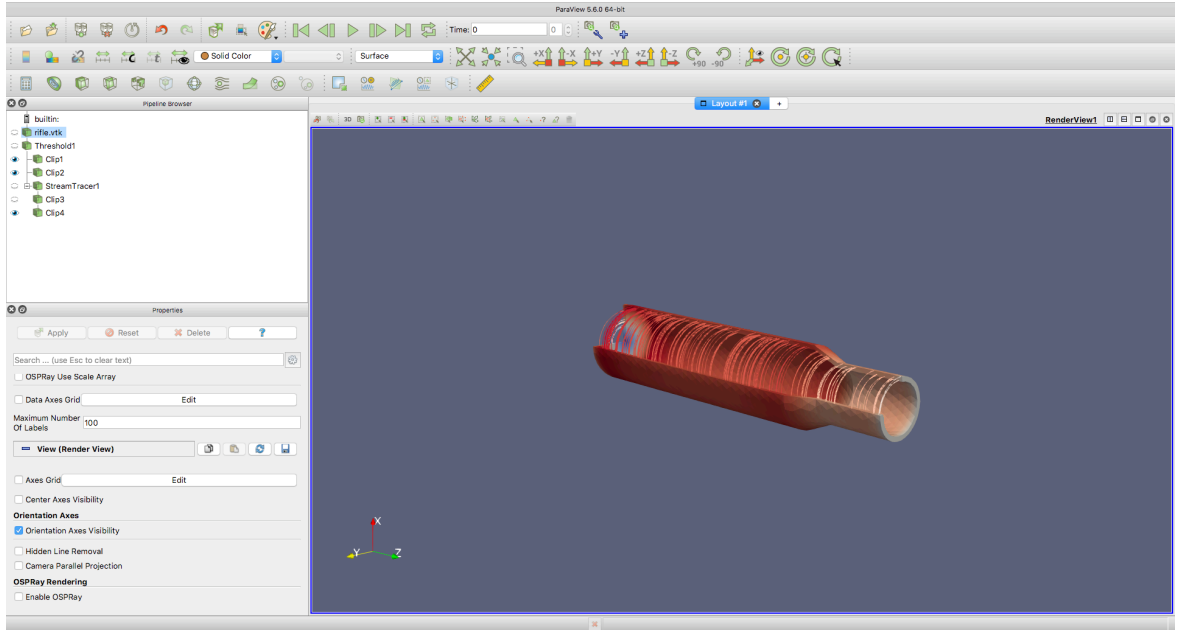 ParaView 5.6.0 64-bit
Time: 0 0
Solid Color Surface +X -X +Y -Y +Z -Z +90 -90
Pipeline Browser
Layout #1 +
builtin:
3D
RenderView1
rifle.vtk
Threshold1
Clip1
Clip2
StreamTracer1
Clip3
Clip4
Properties
Apply Reset Delete ?
Search ... (use Esc to clear text)
OSPRay Use Scale Array
Data Axes Grid Edit
Maximum Number
Of Labels
100
View (Render View)
Axes Grid Edit
Center Axes Visibility
Orientation Axes
Orientation Axes Visibility
Hidden Line Removal
Camera Parallel Projection
OSPRay Rendering
Enable OSPRay
X
Y
Z